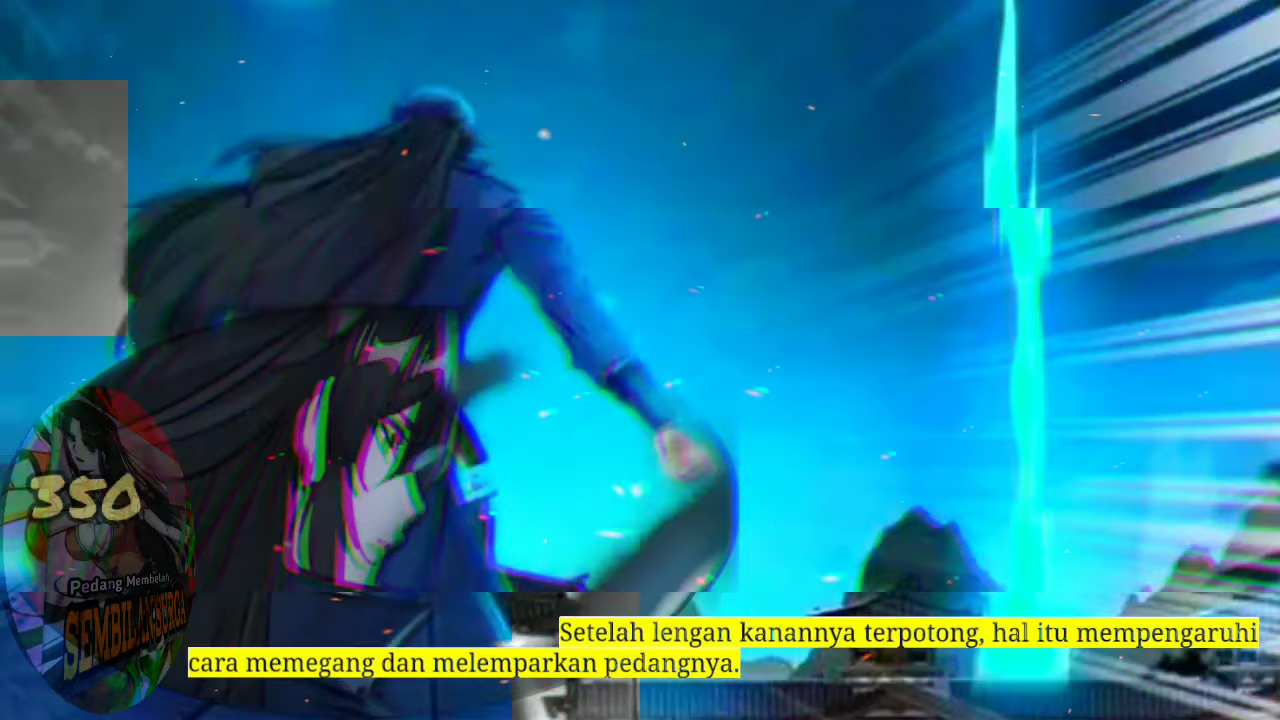 350
Pedang Membelah
SEMBILAN SURGA
Setelah lengan kanannya terpotong, hal itu mempengaruhi
cara memegang dan melemparkan pedangnya.